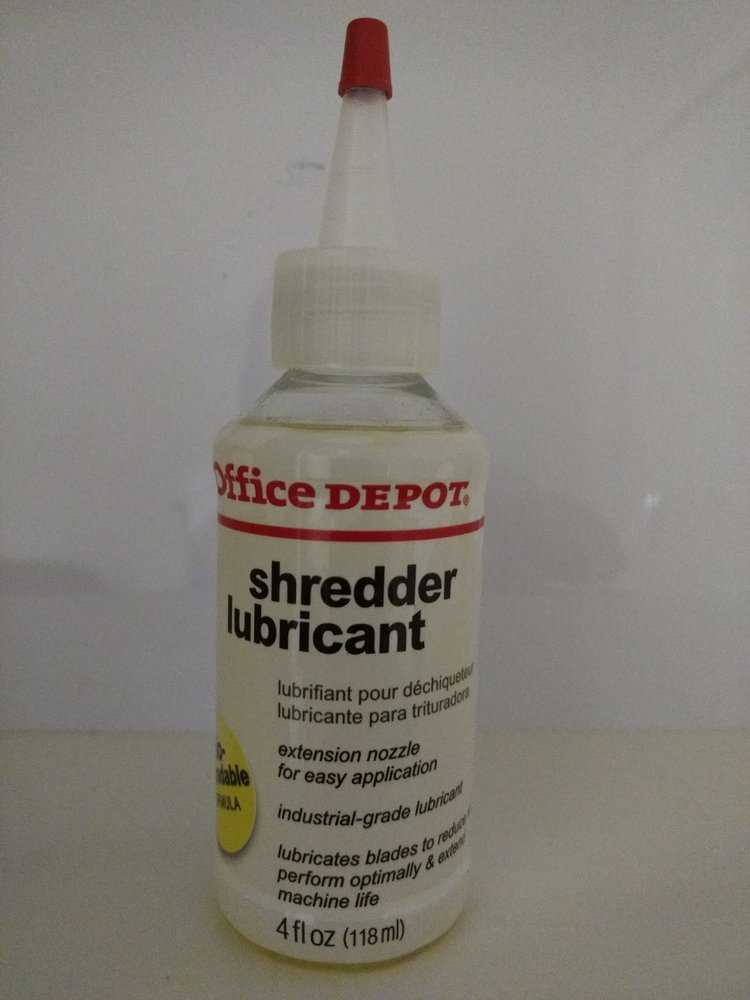 Office DEPOT®
shredder
lubricant
lubrifiant pour déchiqueteur
lubricante para trituradora
extension nozzle
for easy application
industrial-grade lubricant
lubricates blades to reduce
perform optimally & extend
machine life
4 fl oz (118 ml)